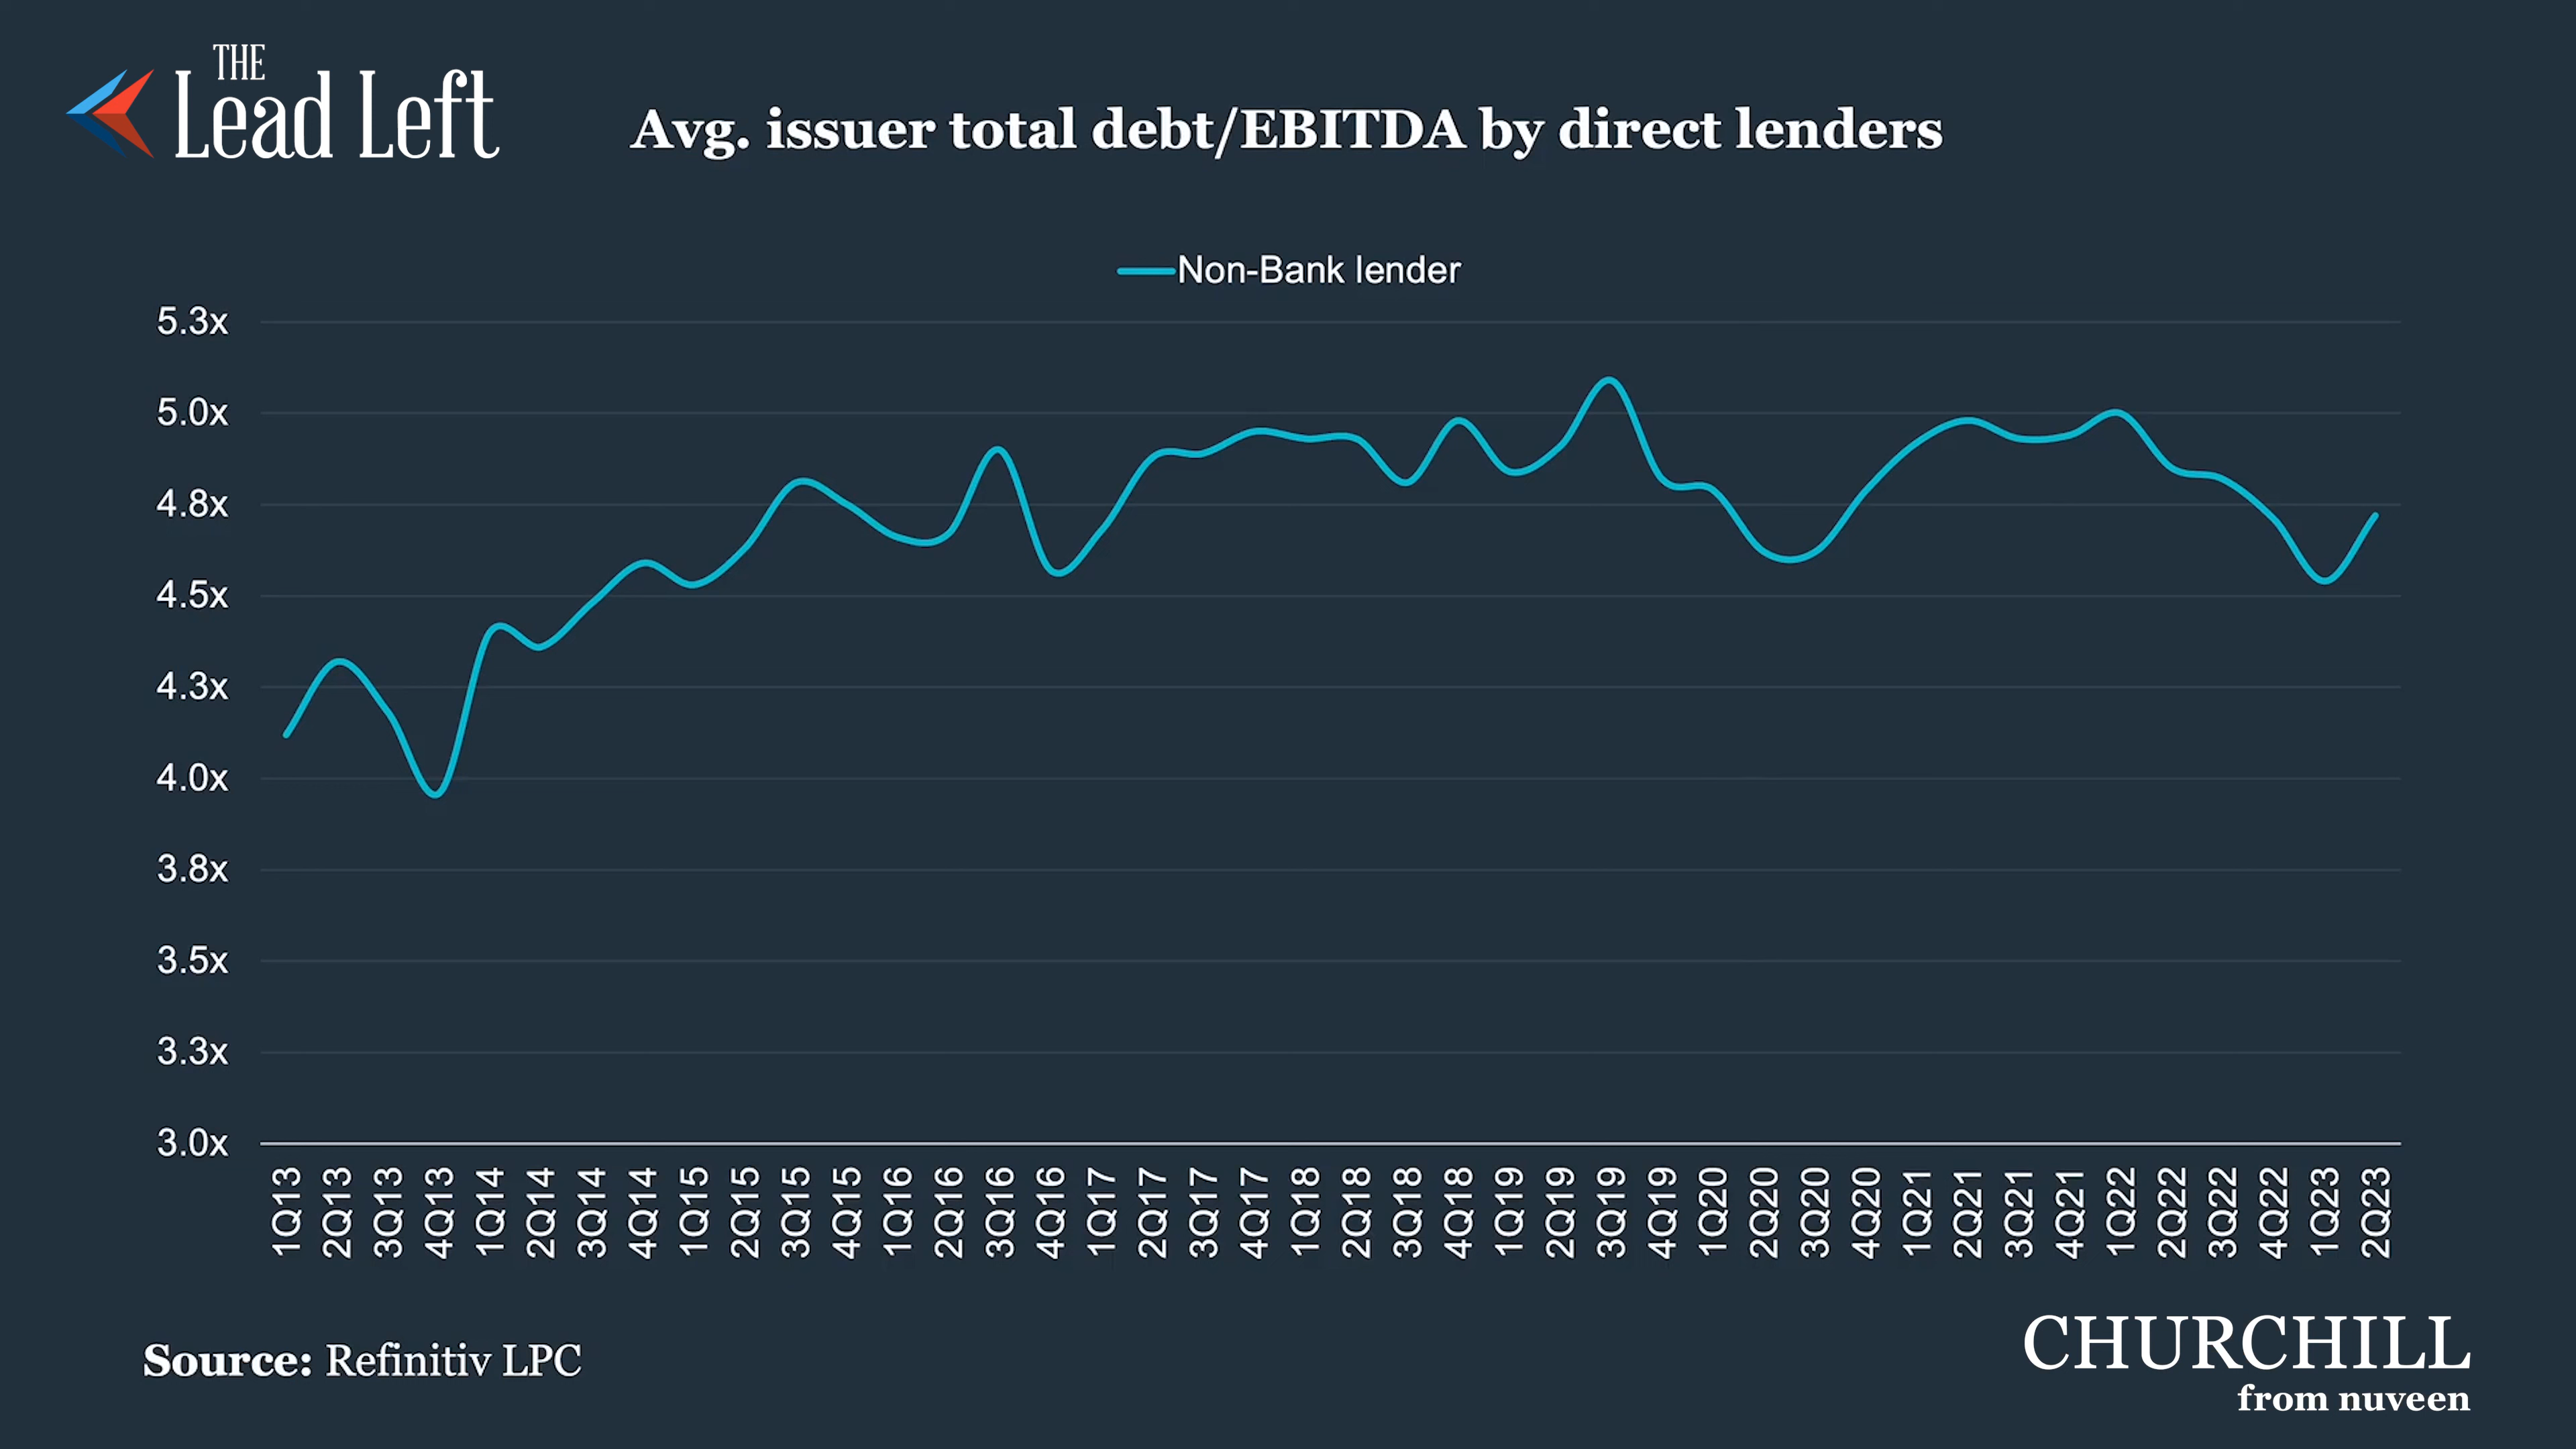 THE
Lead Left
Avg. issuer total debt/EBITDA by direct lenders
Non-Bank lender
5.3x
5.0x
4.8x
4.5x
4.3x
4.0x
3.8x
3.5x
3.3x
3.0x
1Q13
2Q13
3Q13
4Q13
1Q14
2Q14
3Q14
4Q14
1Q15
2Q15
3Q15
4Q15
1Q16
2Q16
3Q16
4Q16
1Q17
2Q17
3Q17
4Q17
1Q18
2Q18
3Q18
4Q18
1Q19
2Q19
3Q19
4Q19
1Q20
2Q20
3Q20
4Q20
1Q21
2Q21
3Q21
4Q21
1Q22
2Q22
3Q22
4Q22
1Q23
2Q23
Source: Refinitiv LPC
CHURCHILL
from nuveen